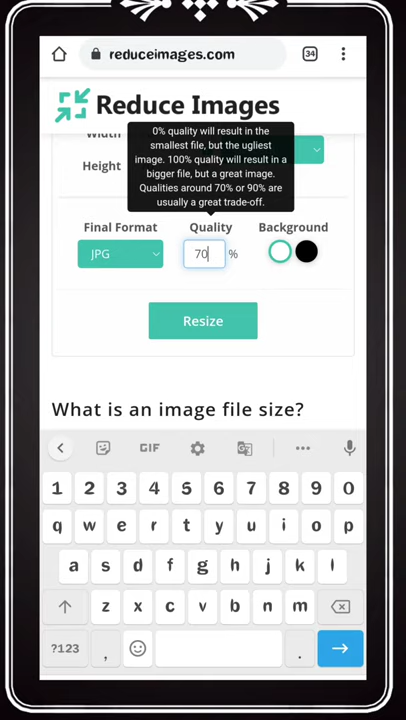 reduceimages.com
34
Reduce Images
Width
Height
0% quality will result in the
smallest file, but the ugliest
image. 100% quality will result in a
bigger file, but a great image.
Qualities around 70% or 90% are
usually a great trade-off.
Final Format
Quality
Background
JPG
70
%
Resize
What is an image file size?
GIF
1 2 3 4 5 6 7 8 9 0
q w e r t y u i o p
a s d f g h j k l
z x c v b n m
?123 , .